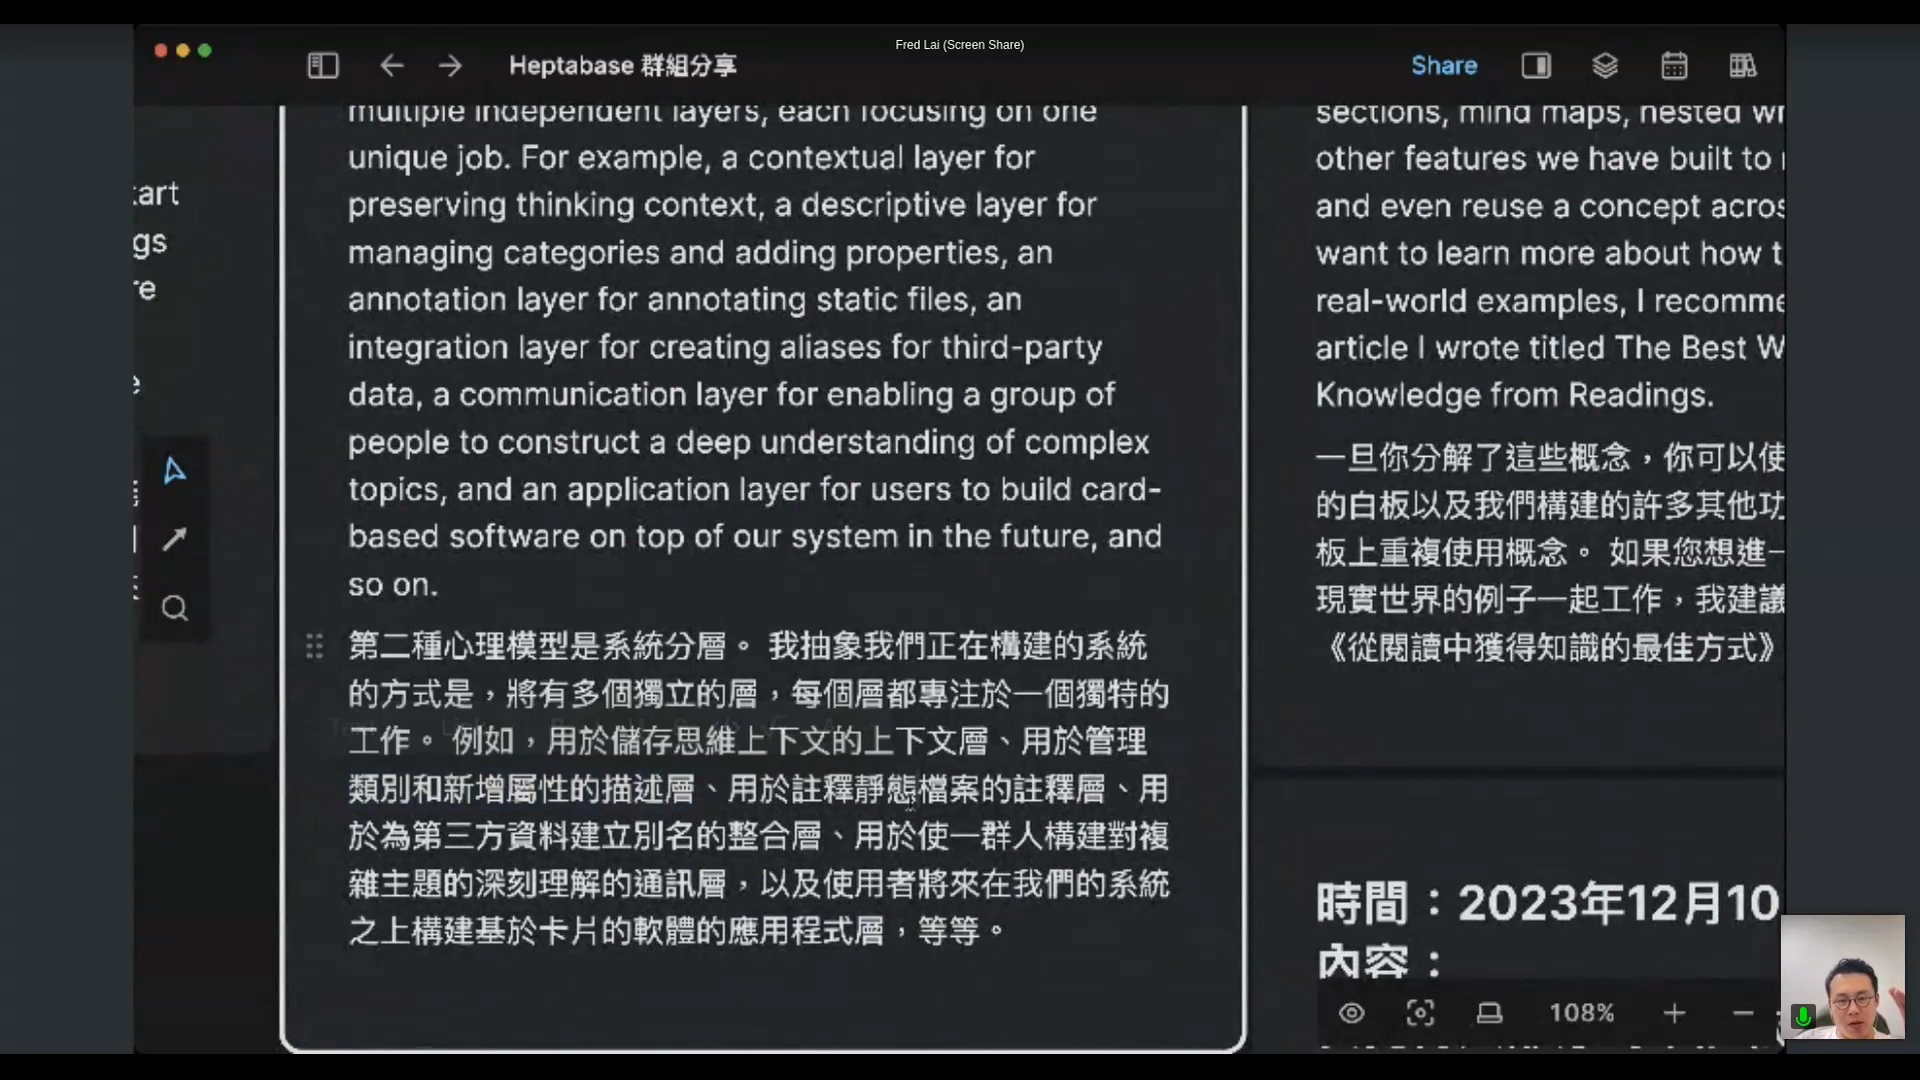 Fred Lai (Screen Share)
Heptabase 群組分享
Share
art
gs
re
e
multiple independent layers, each focusing on one
unique job. For example, a contextual layer for
preserving thinking context, a descriptive layer for
managing categories and adding properties, an
annotation layer for annotating static files, an
integration layer for creating aliases for third-party
data, a communication layer for enabling a group of
people to construct a deep understanding of complex
topics, and an application layer for users to build card-
based software on top of our system in the future, and
so on.
第二種心理模型是系統分層。 我抽象我們正在構建的系統
的方式是，將有多個獨立的層，每個層都專注於一個獨特的
工作。 例如，用於儲存思維上下文的上下文層、用於管理
類別和新增屬性的描述層、用於註釋靜態檔案的註釋層、用
於為第三方資料建立別名的整合層、用於使一群人構建對複
雜主題的深刻理解的通訊層，以及使用者將來在我們的系統
之上構建基於卡片的軟體的應用程式層，等等。
sections, mind maps, nested w
other features we have built to
and even reuse a concept acros
want to learn more about how t
real-world examples, I recomme
article I wrote titled The Best W
Knowledge from Readings.
一旦你分解了這些概念，你可以使
的白板以及我們構建的許多其他功
板上重複使用概念。 如果您想進一
現實世界的例子一起工作，我建議
《從閱讀中獲得知識的最佳方式》
時間：2023年12月10
內容：
108%